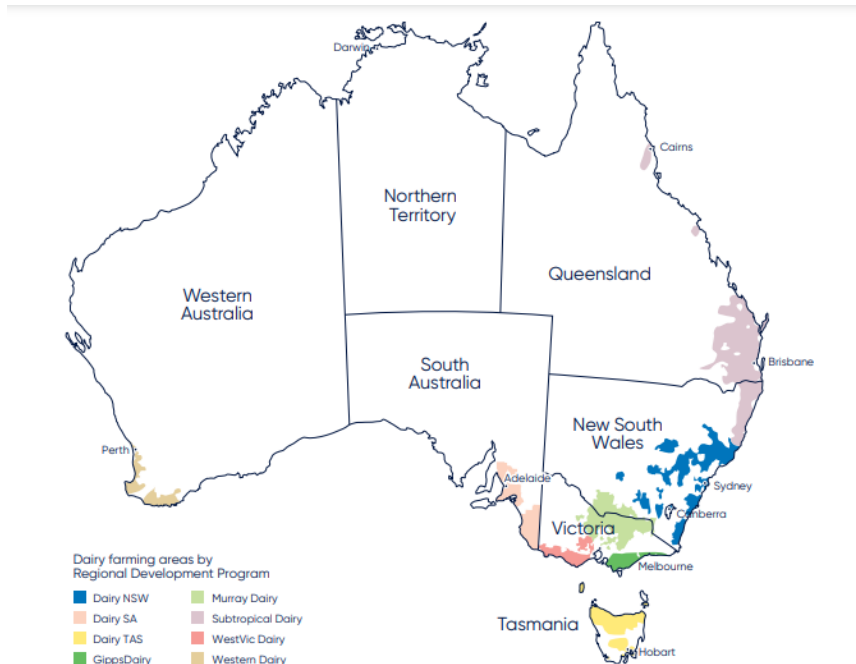 Darwin
Cairns
Northern
Territory
Queensland
Western
Australia
South
Australia
Brisbane
New South
Wales
Perth
Adelaide
Sydney
Canberra
Victoria
Melbourne
Tasmania
Hobart
Dairy farming areas by
Regional Development Program
Dairy NSW
Murray Dairy
Dairy SA
Subtropical Dairy
Dairy TAS
WestVic Dairy
GippsDairy
Western Dairy